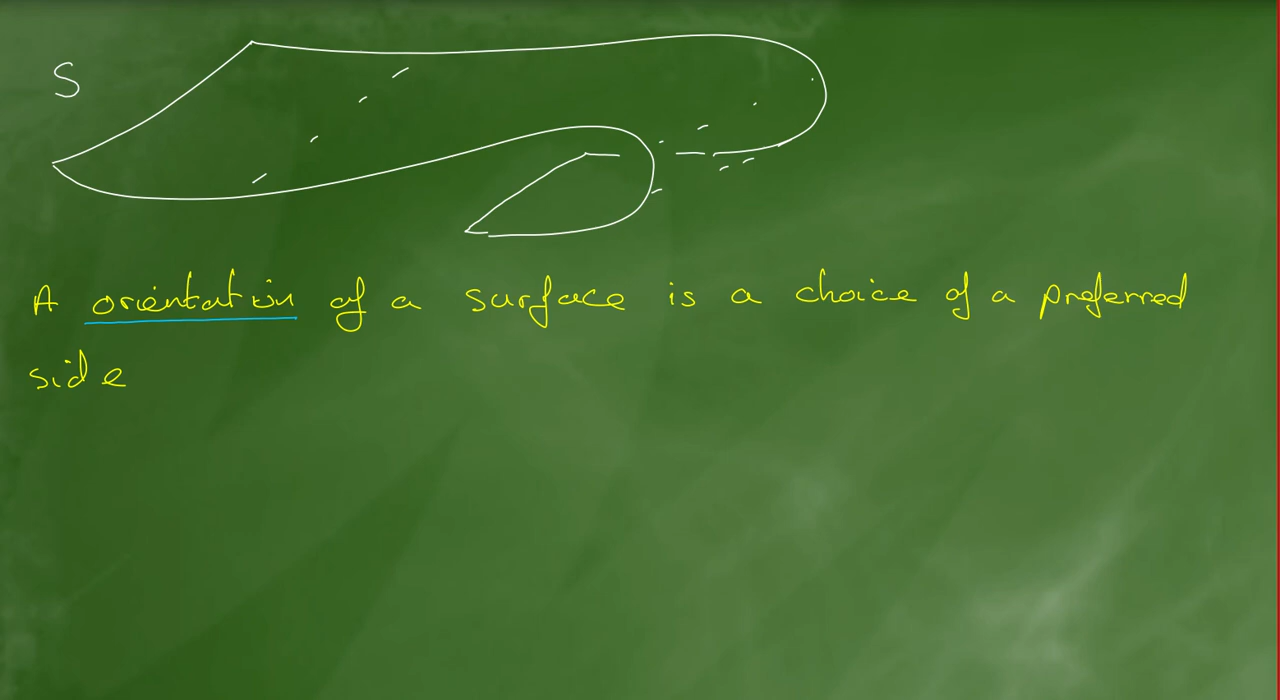 S
A orientation of a surface is a choice of a preferred
side